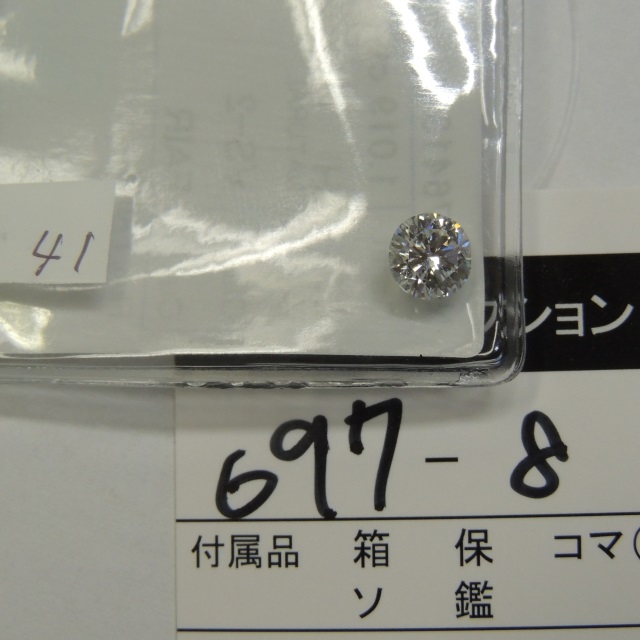 41
ション
697-8
付属品 箱 保 コマ(
ソ 鑑